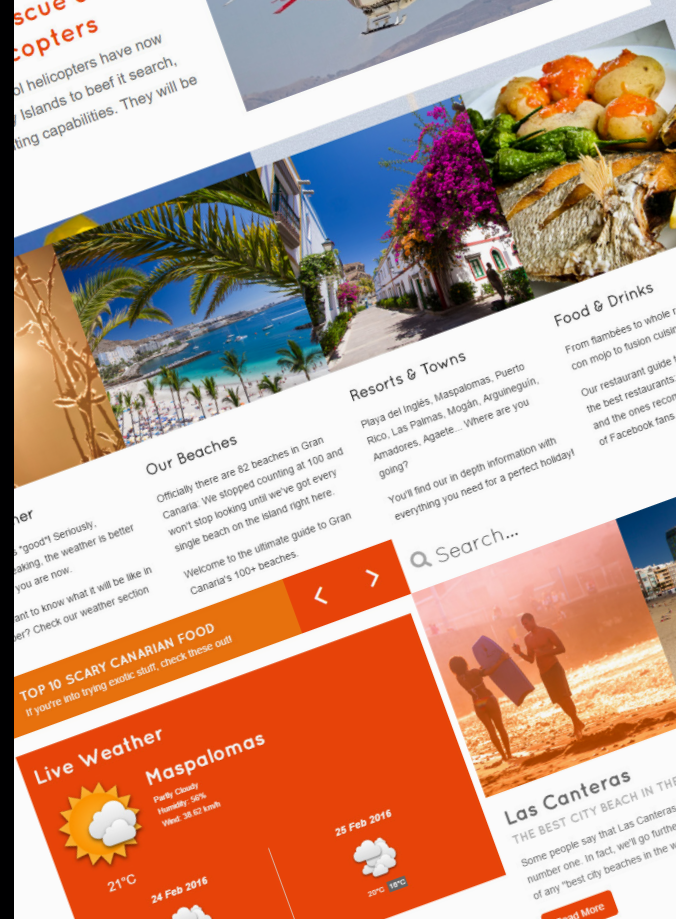 copters
helicopters have now
Islands to beef it search,
capabilities. They will be
Food & Drinks
From flambées to whole
con mojo to fusion
Our restaurant guide
the best restaurants:
and the ones
of Facebook fans
Resorts & Towns
Playa del Inglés, Maspalomas, Puerto
Rico, Las Palmas, Mogán, Arguineguín,
Amadores, Agaete... Where are you
going?
You'll find our in depth information with
everything you need for a perfect holiday!
Our Beaches
Officially there are 82 beaches in Gran
Canaria: We stopped counting at 100 and
won't stop looking until we've got every
single beach on the island right here.
Welcome to the ultimate guide to Gran
Canaria's 100+ beaches.
"good"! Seriously,
the weather is better
you are now.
to know what it will be like in
Check our weather section
Search...
TOP 10 SCARY CANARIAN FOOD
If you're into trying exotic stuff, check these out!
Live Weather
Maspalomas
Partly Cloudy
Humidity: 56%
Wind: 38.62 km/h
21°C
24 Feb 2016
25 Feb 2016
20°C 18°C
Las Canteras
THE BEST CITY BEACH IN THE
Some people say that Las Canteras
number one. In fact, we'll go
of any "best city beaches in the
Read More